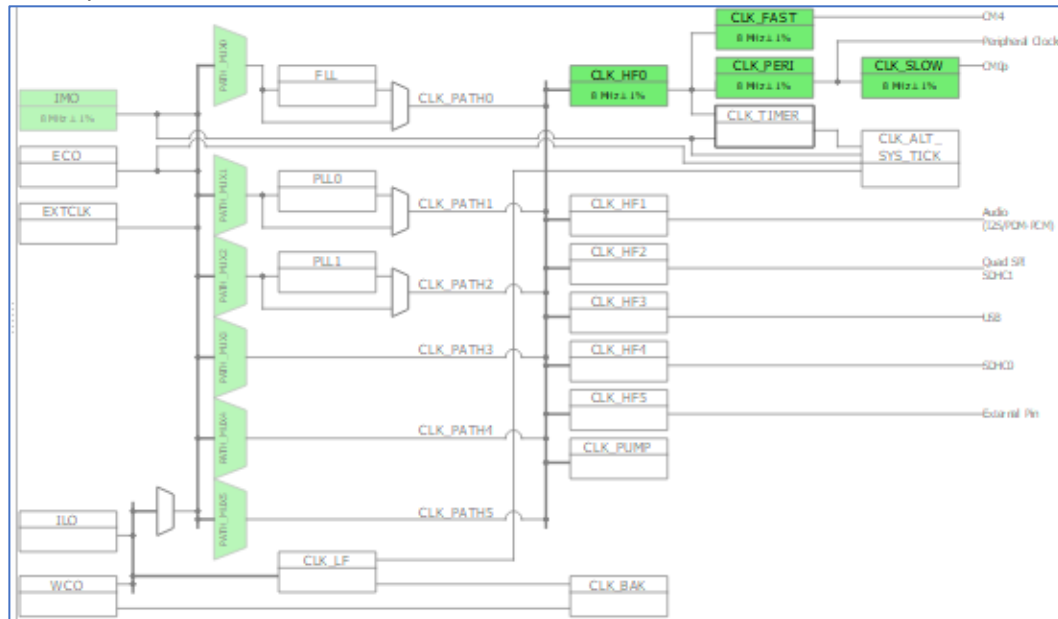 CLK_FAST
8 MHz ± 1%
CM4
Peripheral Clock
PATH_MUX0
FLL
CLK_HF0
8 MHz ± 1%
CLK_PERI
8 MHz ± 1%
CLK_SLOW
8 MHz ± 1%
CM0p
IMO
8 MHz ± 1%
CLK_PATH0
CLK_TIMER
CLK_ALT_
SYS_TICK
ECO
PATH_MUX1
PLL0
EXTCLK
CLK_PATH1
CLK_HF1
Audio
(I2S/PDM-PCM)
PATH_MUX2
PLL1
CLK_HF2
Quad SPI
SDHC1
CLK_PATH2
CLK_HF3
USB
PATH_MUX3
CLK_PATH3
CLK_HF4
SDHC0
CLK_HF5
External Pin
PATH_MUX4
CLK_PATH4
CLK_PUMP
ILO
PATH_MUX5
CLK_PATH5
CLK_LF
WCO
CLK_BAK